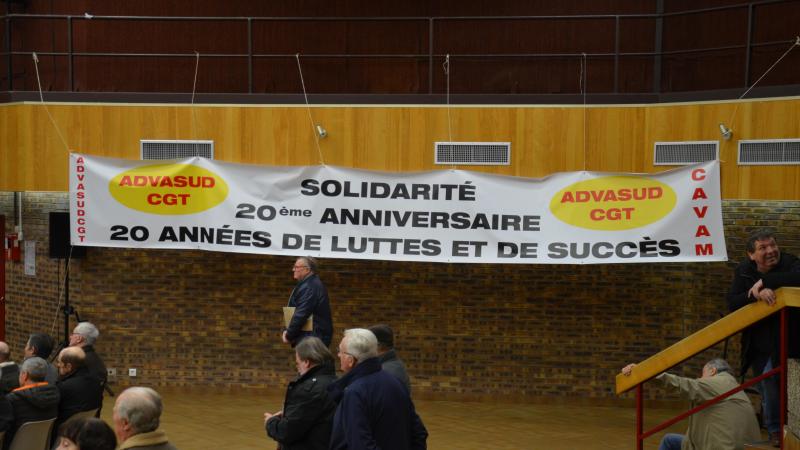 ADVASUDCGT
ADVASUD
CGT
SOLIDARITÉ
20ème ANNIVERSAIRE
20 ANNÉES DE LUTTES ET DE SUCCÈS
ADVASUD
CGT
CAVAM